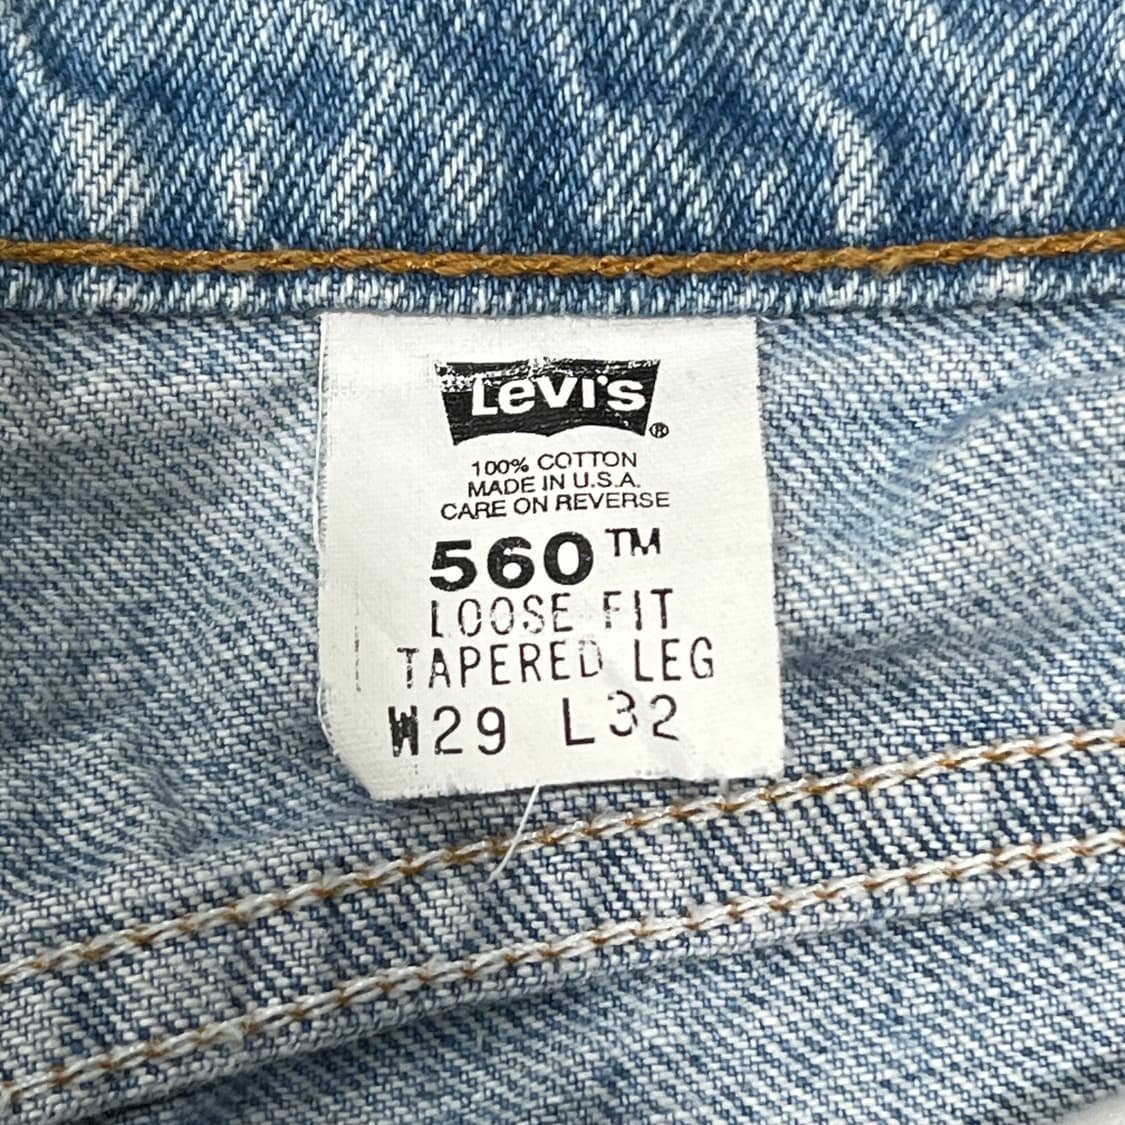 Levi's
®
100% COTTON
MADE IN U.S.A.
CARE ON REVERSE
560™
LOOSE FIT
TAPERED LEG
W29 L32